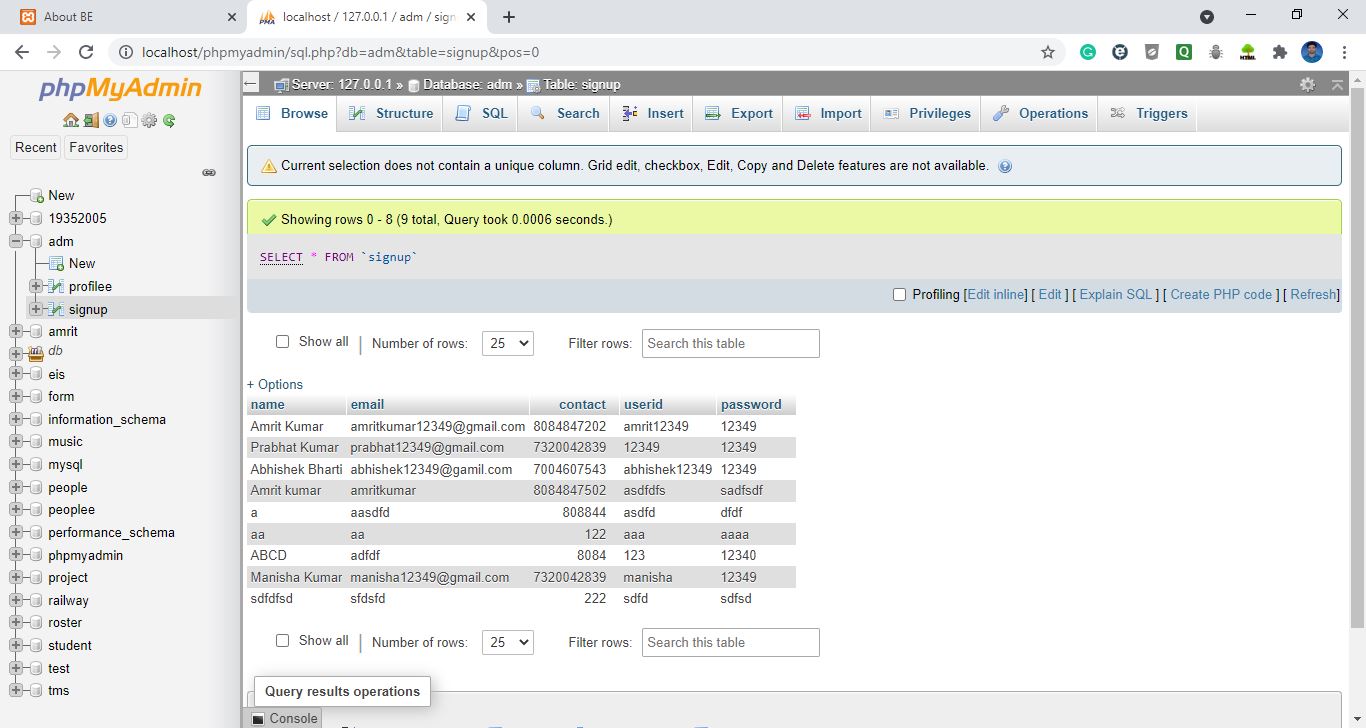 About BE
localhost / 127.0.0.1 / adm / sign
localhost/phpmyadmin/sql.php?db=adm&table=signup&pos=0
phpMyAdmin
Recent Favorites
New
19352005
adm
New
profilee
signup
amrit
db
eis
form
information_schema
music
mysql
people
peoplee
performance_schema
phpmyadmin
project
railway
roster
student
test
tms
Server: 127.0.0.1 » Database: adm » Table: signup
Browse Structure SQL Search Insert Export Import Privileges Operations Triggers
Current selection does not contain a unique column. Grid edit, checkbox, Edit, Copy and Delete features are not available.
Showing rows 0 - 8 (9 total, Query took 0.0006 seconds.)
SELECT * FROM `signup`
Profiling [Edit inline] [ Edit ] [ Explain SQL ] [ Create PHP code ] [ Refresh]
Show all | Number of rows: 25 Filter rows: Search this table
+ Options
name email contact userid password
Amrit Kumar amritkumar12349@gmail.com 8084847202 amrit12349 12349
Prabhat Kumar prabhat12349@gmail.com 7320042839 12349 12349
Abhishek Bharti abhishek12349@gamil.com 7004607543 abhishek12349 12349
Amrit kumar amritkumar 8084847502 asdfdfs sadfsdf
a aasdfd 808844 asdfd dfdf
aa aa 122 aaa aaaa
ABCD adfdf 8084 123 12340
Manisha Kumar manisha12349@gmail.com 7320042839 manisha 12349
sdfdfsd sfdsfd 222 sdfd sdfsd
Show all | Number of rows: 25 Filter rows: Search this table
Query results operations
Console